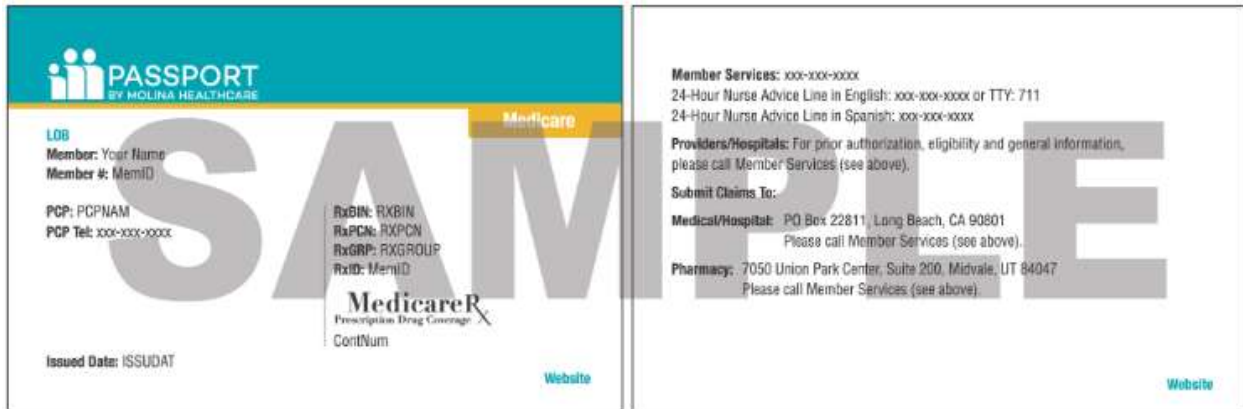 PASSPORT
BY MOLINA HEALTHCARE
Medicare
LOB
Member: Your Name
Member #: MemID
PCP: PCPNAM
PCP Tel: xxx-xxx-xxxx
RxBIN: RXBIN
RxPCN: RXPCN
RxGRP: RXGROUP
RxID: MemID
MedicareRx
Prescription Drug Coverage
ContNum
Issued Date: ISSUDAT
Website
Member Services: xxx-xxx-xxxx
24-Hour Nurse Advice Line in English: xxx-xxx-xxxx or TTY: 711
24-Hour Nurse Advice Line in Spanish: xxx-xxx-xxxx
Providers/Hospitals: For prior authorization, eligibility and general information,
please call Member Services (see above).
Submit Claims To:
Medical/Hospital: PO Box 22811, Long Beach, CA 90801
Please call Member Services (see above).
Pharmacy: 7050 Union Park Center, Suite 200, Midvale, UT 84047
Please call Member Services (see above).
Website
SAMPLE